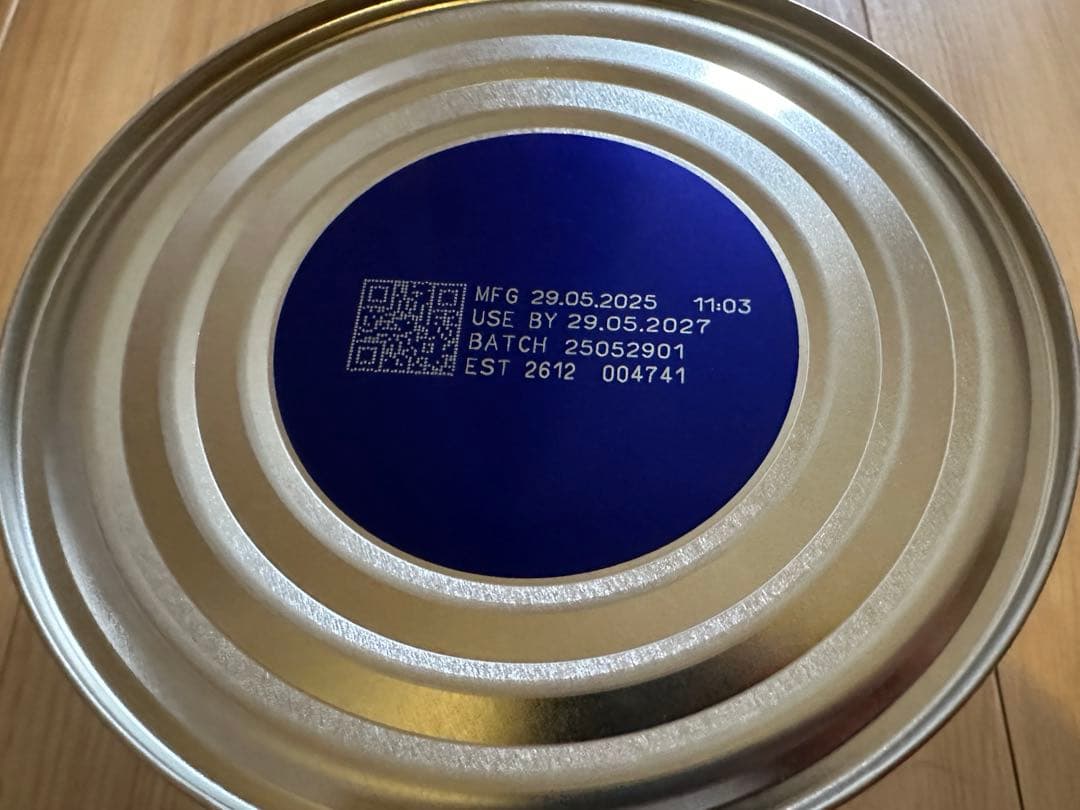 MFG 29.05.2025 11:03
USE BY 29.05.2027
BATCH 25052901
EST 2612 004741